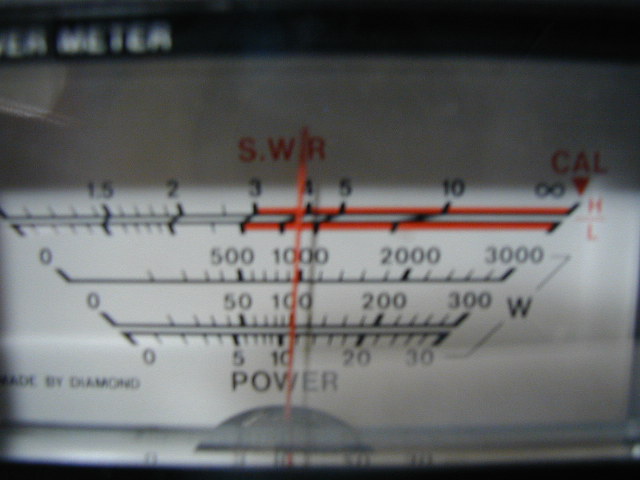 VER METER
S.W.R
CAL
1.5 2 3 4 5 10 ∞
H
L
0 500 1000 2000 3000
0 50 100 200 300 W
0 5 10 20 30
MADE BY DIAMOND
POWER